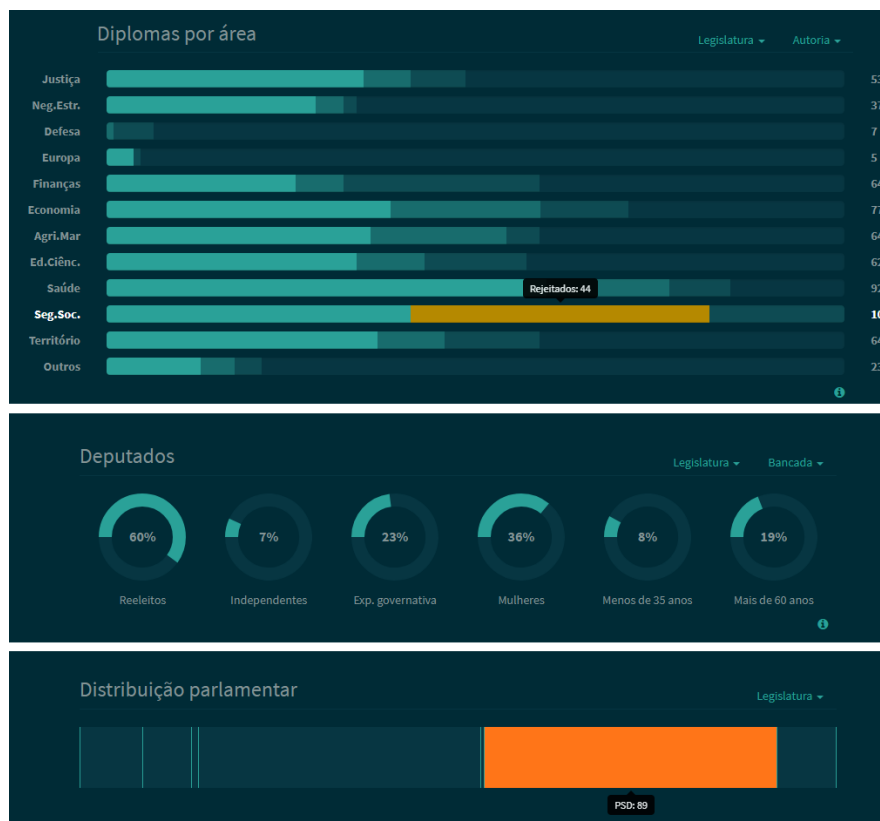 Diplomas por área
Legislatura
Autoria
Justiça
Neg.Estr.
Defesa 7
Europa 5
Finanças
Economia
Agri.Mar
Ed.Ciênc.
Saúde
Rejeitados: 44
Seg.Soc.
Território
Outros
Deputados
Legislatura
Bancada
60% 7% 23% 36% 8% 19%
Reeleitos Independentes Exp. governativa Mulheres Menos de 35 anos Mais de 60 anos
Distribuição parlamentar
Legislatura
PSD: 89